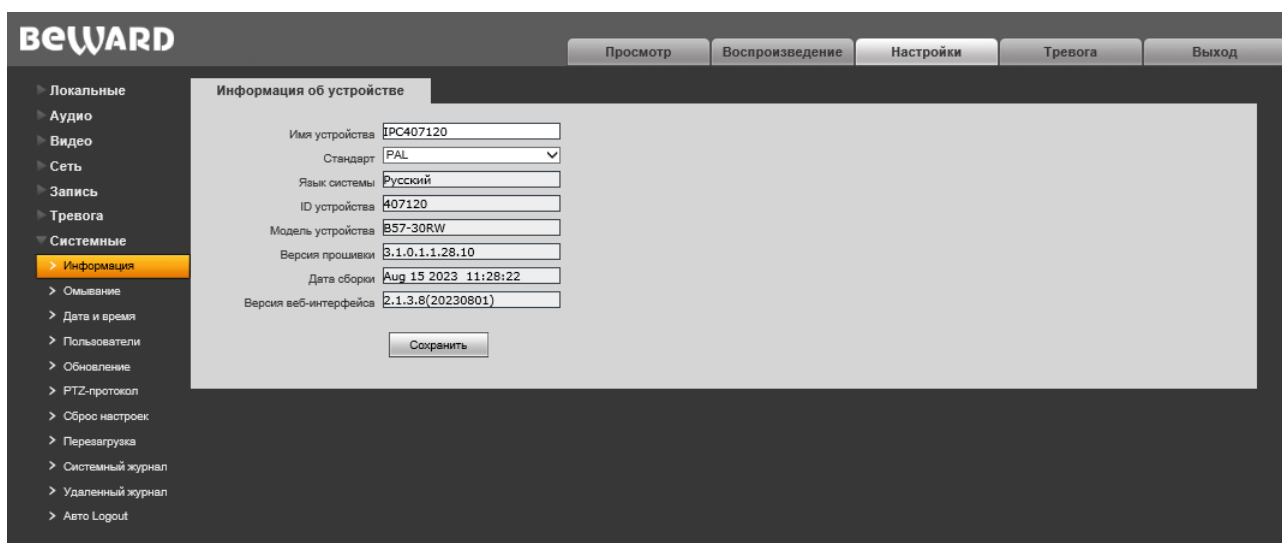 BEWARD
Просмотр Воспроизведение Настройки Тревога Выход
Локальные
Аудио
Видео
Сеть
Запись
Тревога
Системные
Информация
Омывание
Дата и время
Пользователи
Обновление
PTZ-протокол
Сброс настроек
Перезагрузка
Системный журнал
Удаленный журнал
Авто Logout
Информация об устройстве
Имя устройства IPC407120
Стандарт PAL
Язык системы Русский
ID устройства 407120
Модель устройства B57-30RW
Версия прошивки 3.1.0.1.1.28.10
Дата сборки Aug 15 2023 11:28:22
Версия веб-интерфейса 2.1.3.8(20230801)
Сохранить